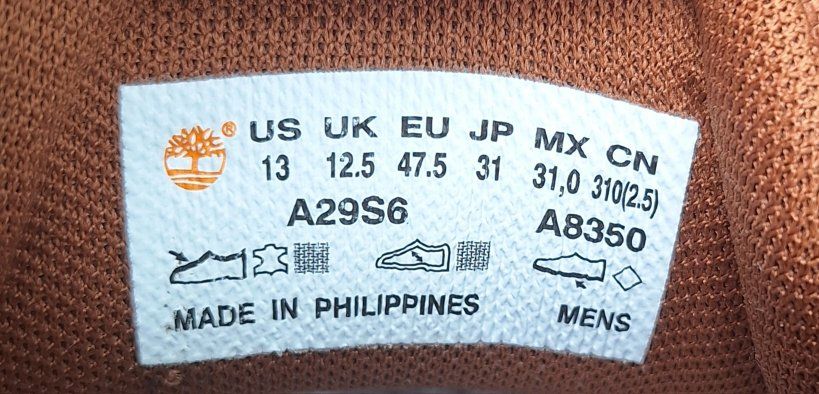 ® US UK EU JP MX CN
13 12.5 47.5 31 31,0 310(2.5)
A29S6 A8350
MADE IN PHILIPPINES MENS